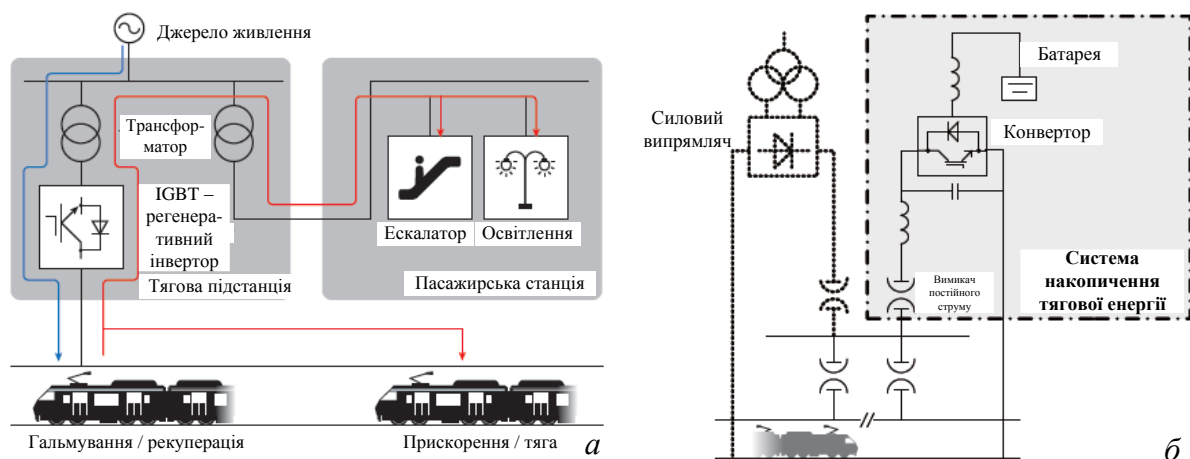 Джерело живлення
Трансфор-
матор
IGBT –
регенера-
тивний
інвертор
Тягова підстанція
Ескалатор
Освітлення
Пасажирська станція
Гальмування / рекуперація
Прискорення / тяга
а
Батарея
Силовий
випрямляч
Конвертор
Вимикач
постійного
струму
Система
накопичення
тягової енергії
б